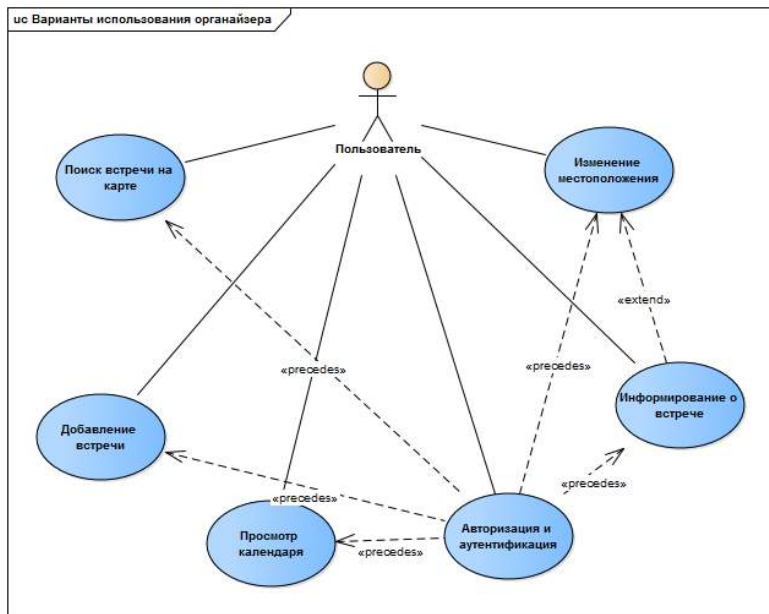 uc Варианты использования органайзера
Пользователь
Поиск встречи на
карте
Изменение
местоположения
«extend»
«precedes»
«precedes»
Информирование о
встрече
Добавление
встречи
«precedes»
«precedes»
Просмотр
календаря
«precedes»
Авторизация и
аутентификация